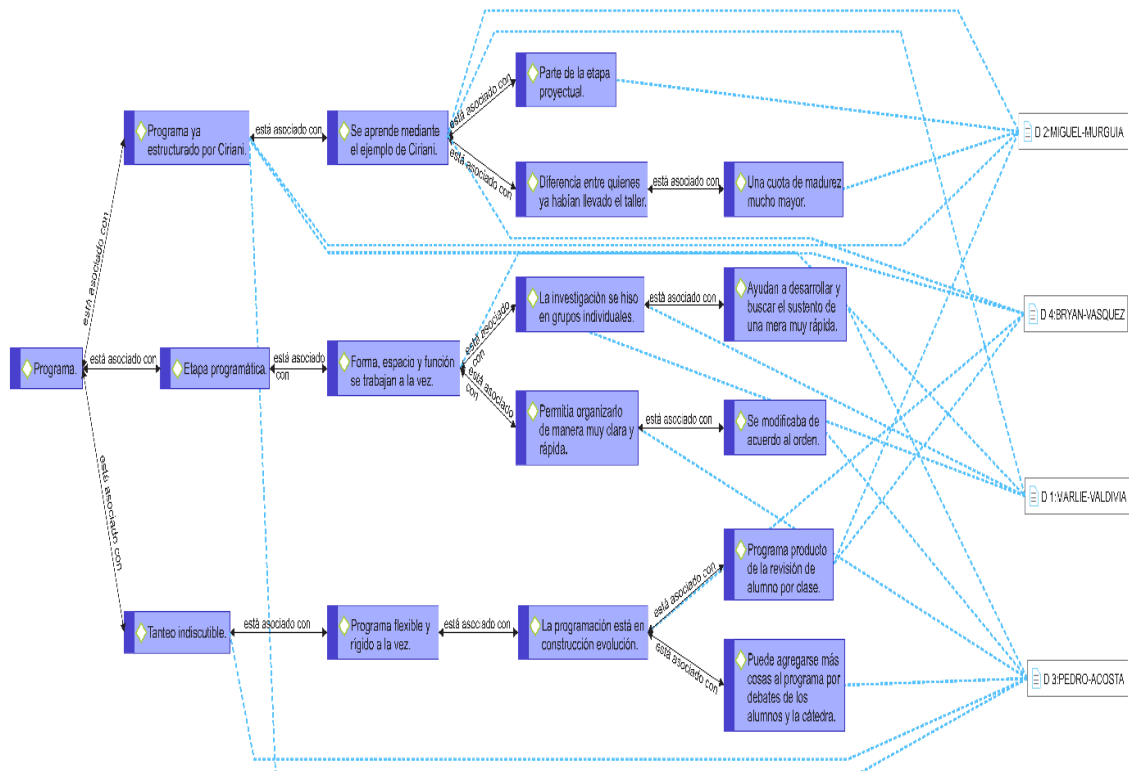 Parte de la etapa
proyectual.
está asociado con
Programa ya
estructurado por Ciriani.
está asociado con
Se aprende mediante
el ejemplo de Ciriani.
D 2:MIGUEL-MURGUIA
está asociado con
Diferencia entre quienes
ya habían llevado el taller.
está asociado con
Una cuota de madurez
mucho mayor.
está asociado con
La investigación se hiso
en grupos individuales.
está asociado con
Ayudan a desarrollar y
buscar el sustento de
una mera muy rápida.
D 4:BRYAN-VASQUEZ
está asociado
con
Programa.
está asociado con
Etapa programática.
está asociado
con
Forma, espacio y función
se trabajan a la vez.
está asociado
con
Permitia organizarlo
de manera muy clara y
rápida.
está asociado con
Se modificaba de
acuerdo al orden.
D 1:MARLIE-VALDIVIA
está asociado con
Programa producto
de la revisión de
alumno por clase.
está asociado con
Tanteo indiscutible.
está asociado con
Programa flexible y
rígido a la vez.
está asociado con
La programación está en
construcción evolución.
está asociado con
Puede agregarse más
cosas al programa por
debates de los
alumnos y la cátedra.
D 3:PEDRO-ACOSTA